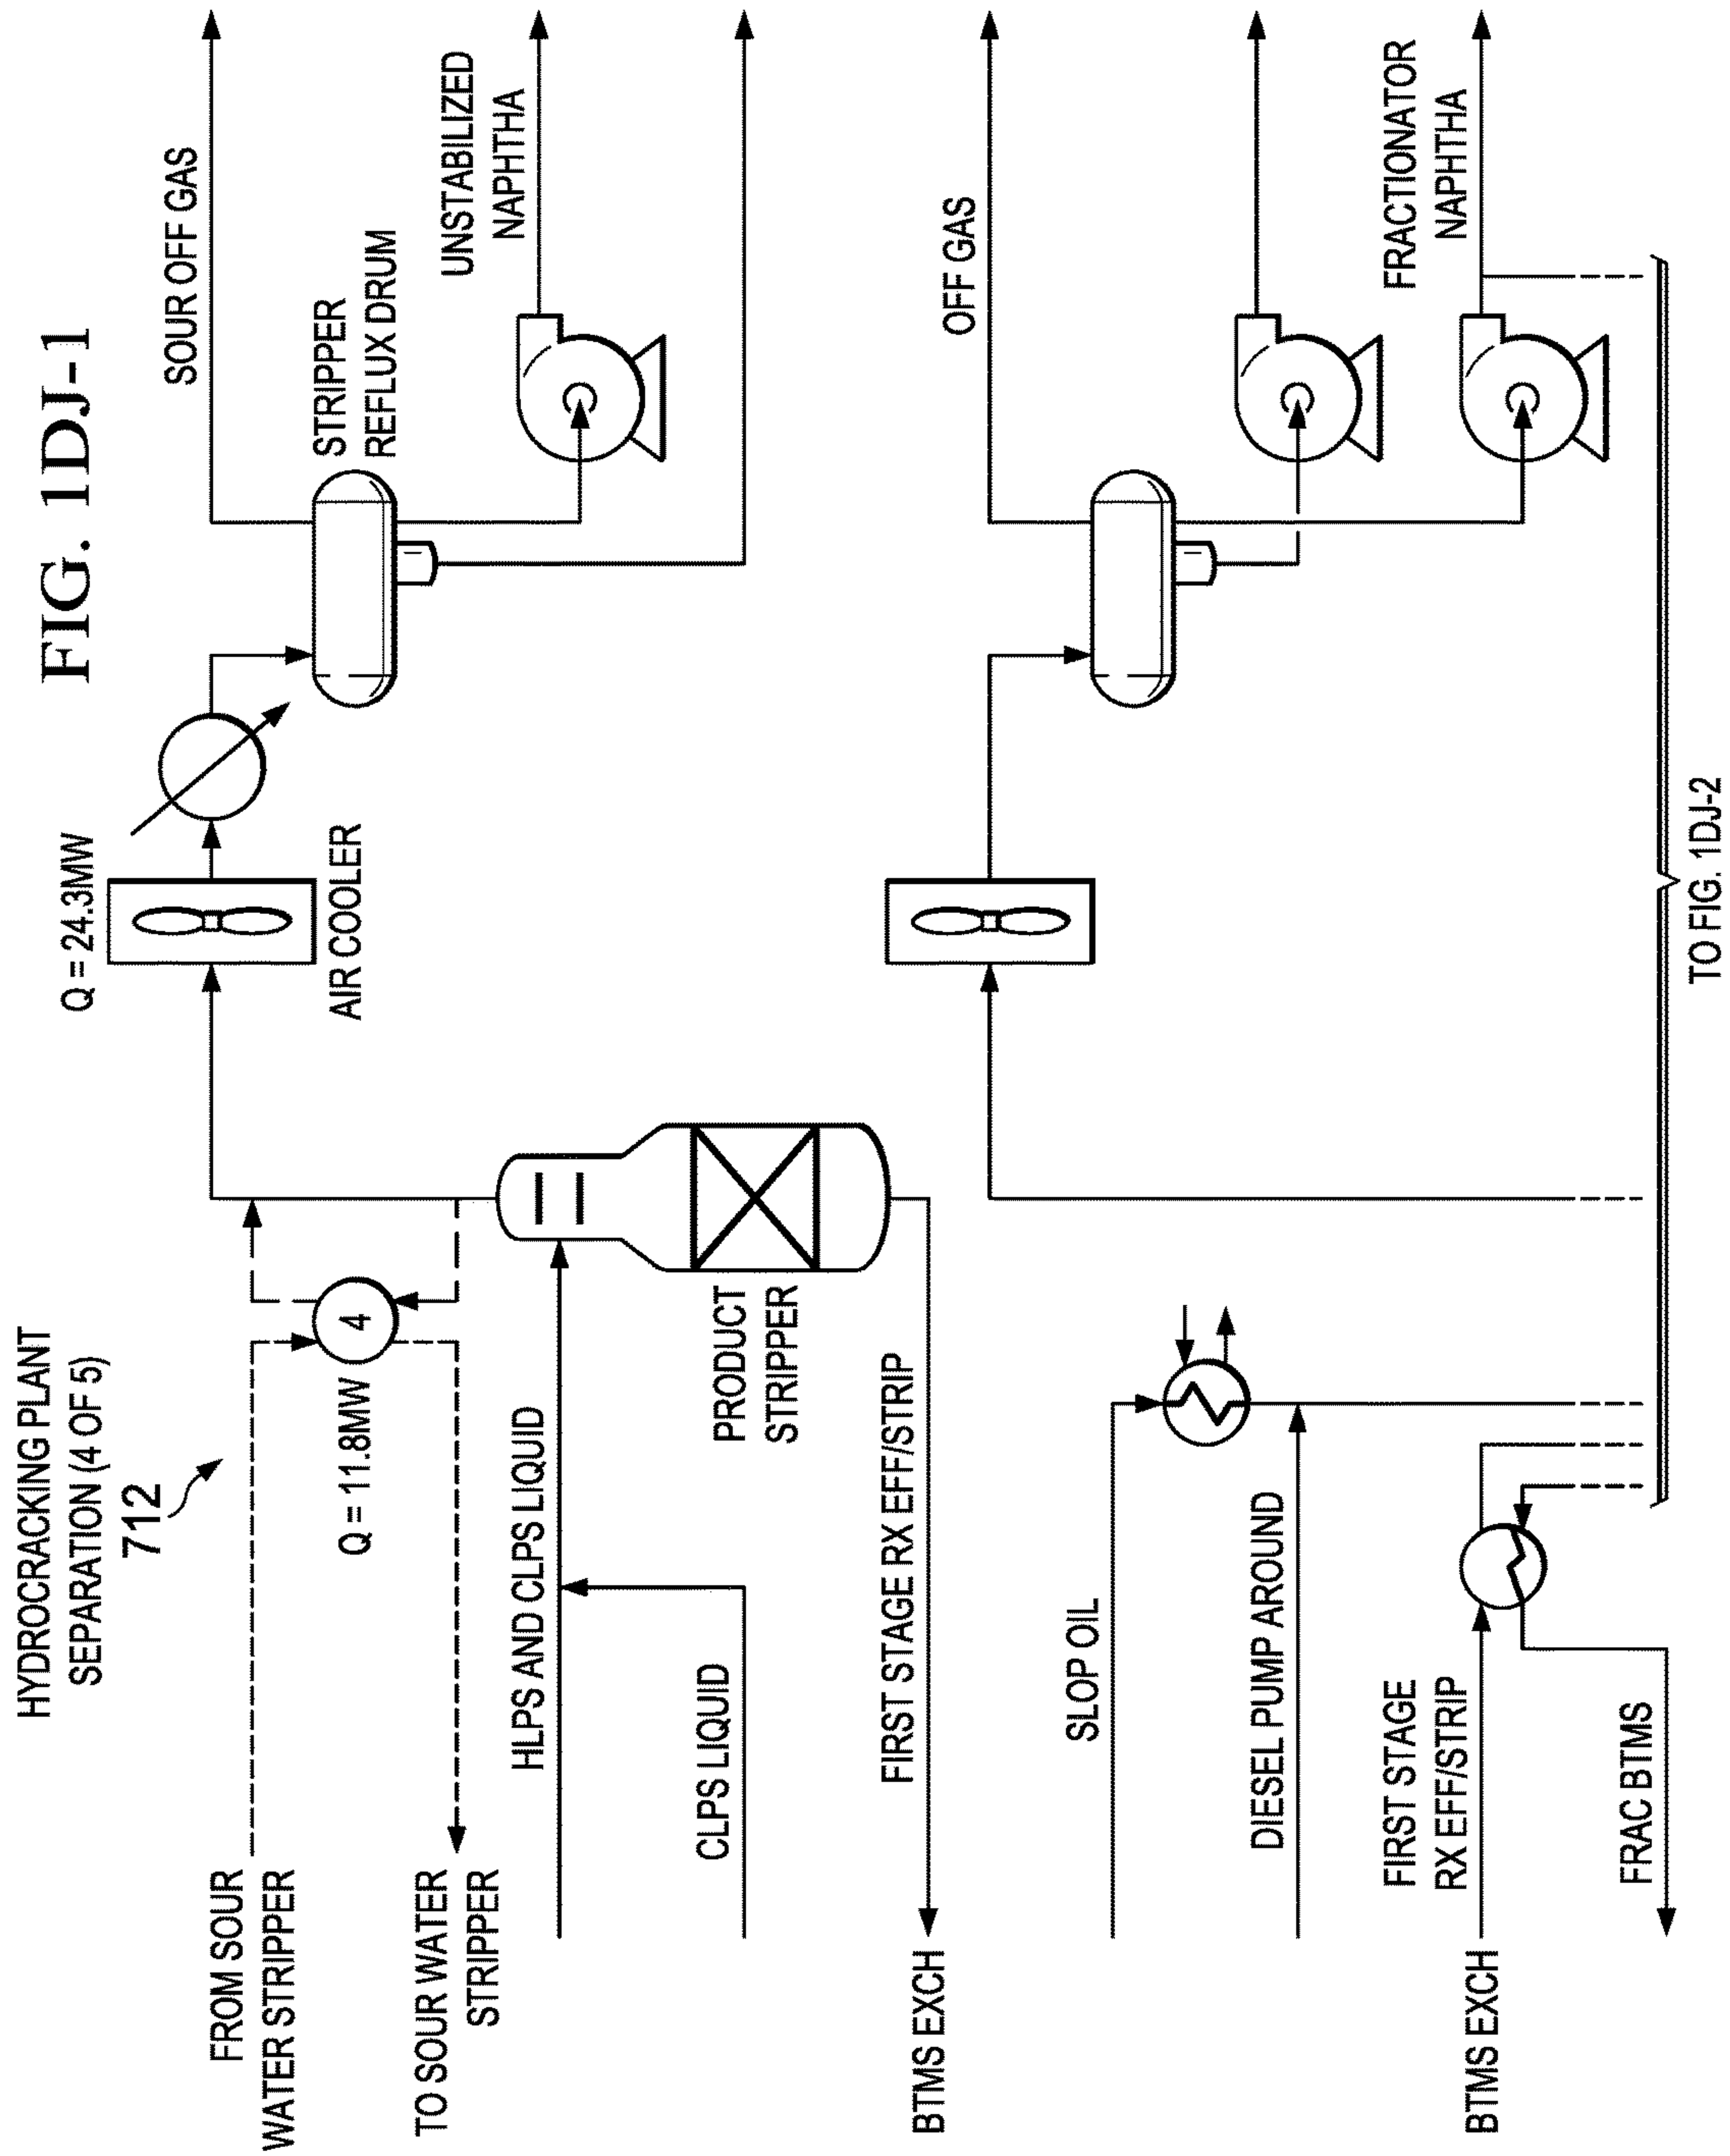 FIG. 1DJ-1
HYDROCRACKING PLANT
SEPARATION (4 OF 5)
712
Q = 24.3MW
AIR COOLER
SOUR OFF GAS
STRIPPER
REFLUX DRUM
UNSTABILIZED
NAPHTHA
FROM SOUR
WATER STRIPPER
4
Q = 11.8MW
TO SOUR WATER
STRIPPER
HLPS AND CLPS LIQUID
CLPS LIQUID
PRODUCT
STRIPPER
FIRST STAGE RX EFF/STRIP
BTMS EXCH
OFF GAS
SLOP OIL
DIESEL PUMP AROUND
FIRST STAGE
RX EFF/STRIP
BTMS EXCH
FRAC BTMS
FRACTIONATOR
NAPHTHA
TO FIG. 1DJ-2